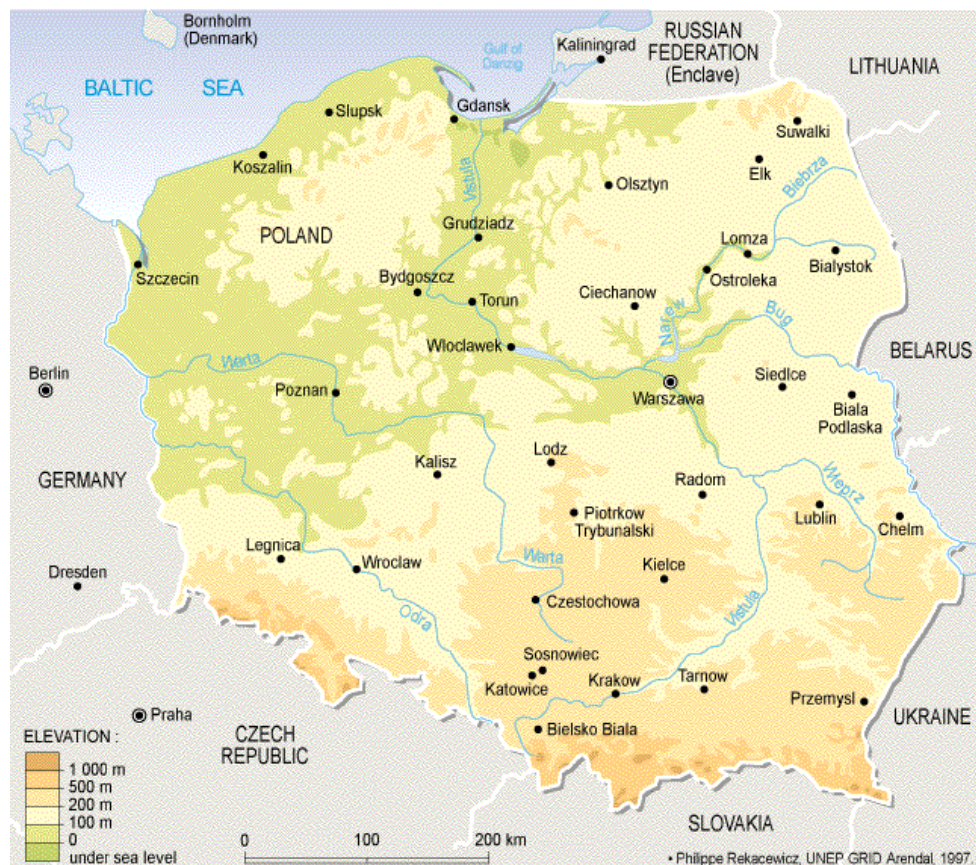 Bornholm
(Denmark)
BALTIC SEA
Gulf of
Danzig
Kaliningrad
RUSSIAN
FEDERATION
(Enclave)
LITHUANIA
Slupsk
Gdansk
Suwalki
Koszalin
Elk
Olsztyn
Biebrza
Vistula
POLAND
Grudziadz
Lomza
Szczecin
Bydgoszcz
Bialystok
Ostroleka
Torun
Ciechanow
Narew
Bug
Wloclawek
BELARUS
Werta
Berlin
Poznan
Warszawa
Siedlce
Biala
Podlaska
GERMANY
Kalisz
Lodz
Radom
Wieprz
Lublin
Chelm
Piotrkow
Trybunalski
Legnica
Wroclaw
Warta
Kielce
Dresden
Odra
Czestochowa
Vistula
Sosnowiec
Katowice
Krakow
Tarnow
Przemysl
Praha
Bielsko Biala
UKRAINE
CZECH
REPUBLIC
SLOVAKIA
ELEVATION :
1 000 m
500 m
200 m
100 m
0
under sea level
0 100 200 km
• Philippe Rekacewicz, UNEP GRID Arendal, 1997